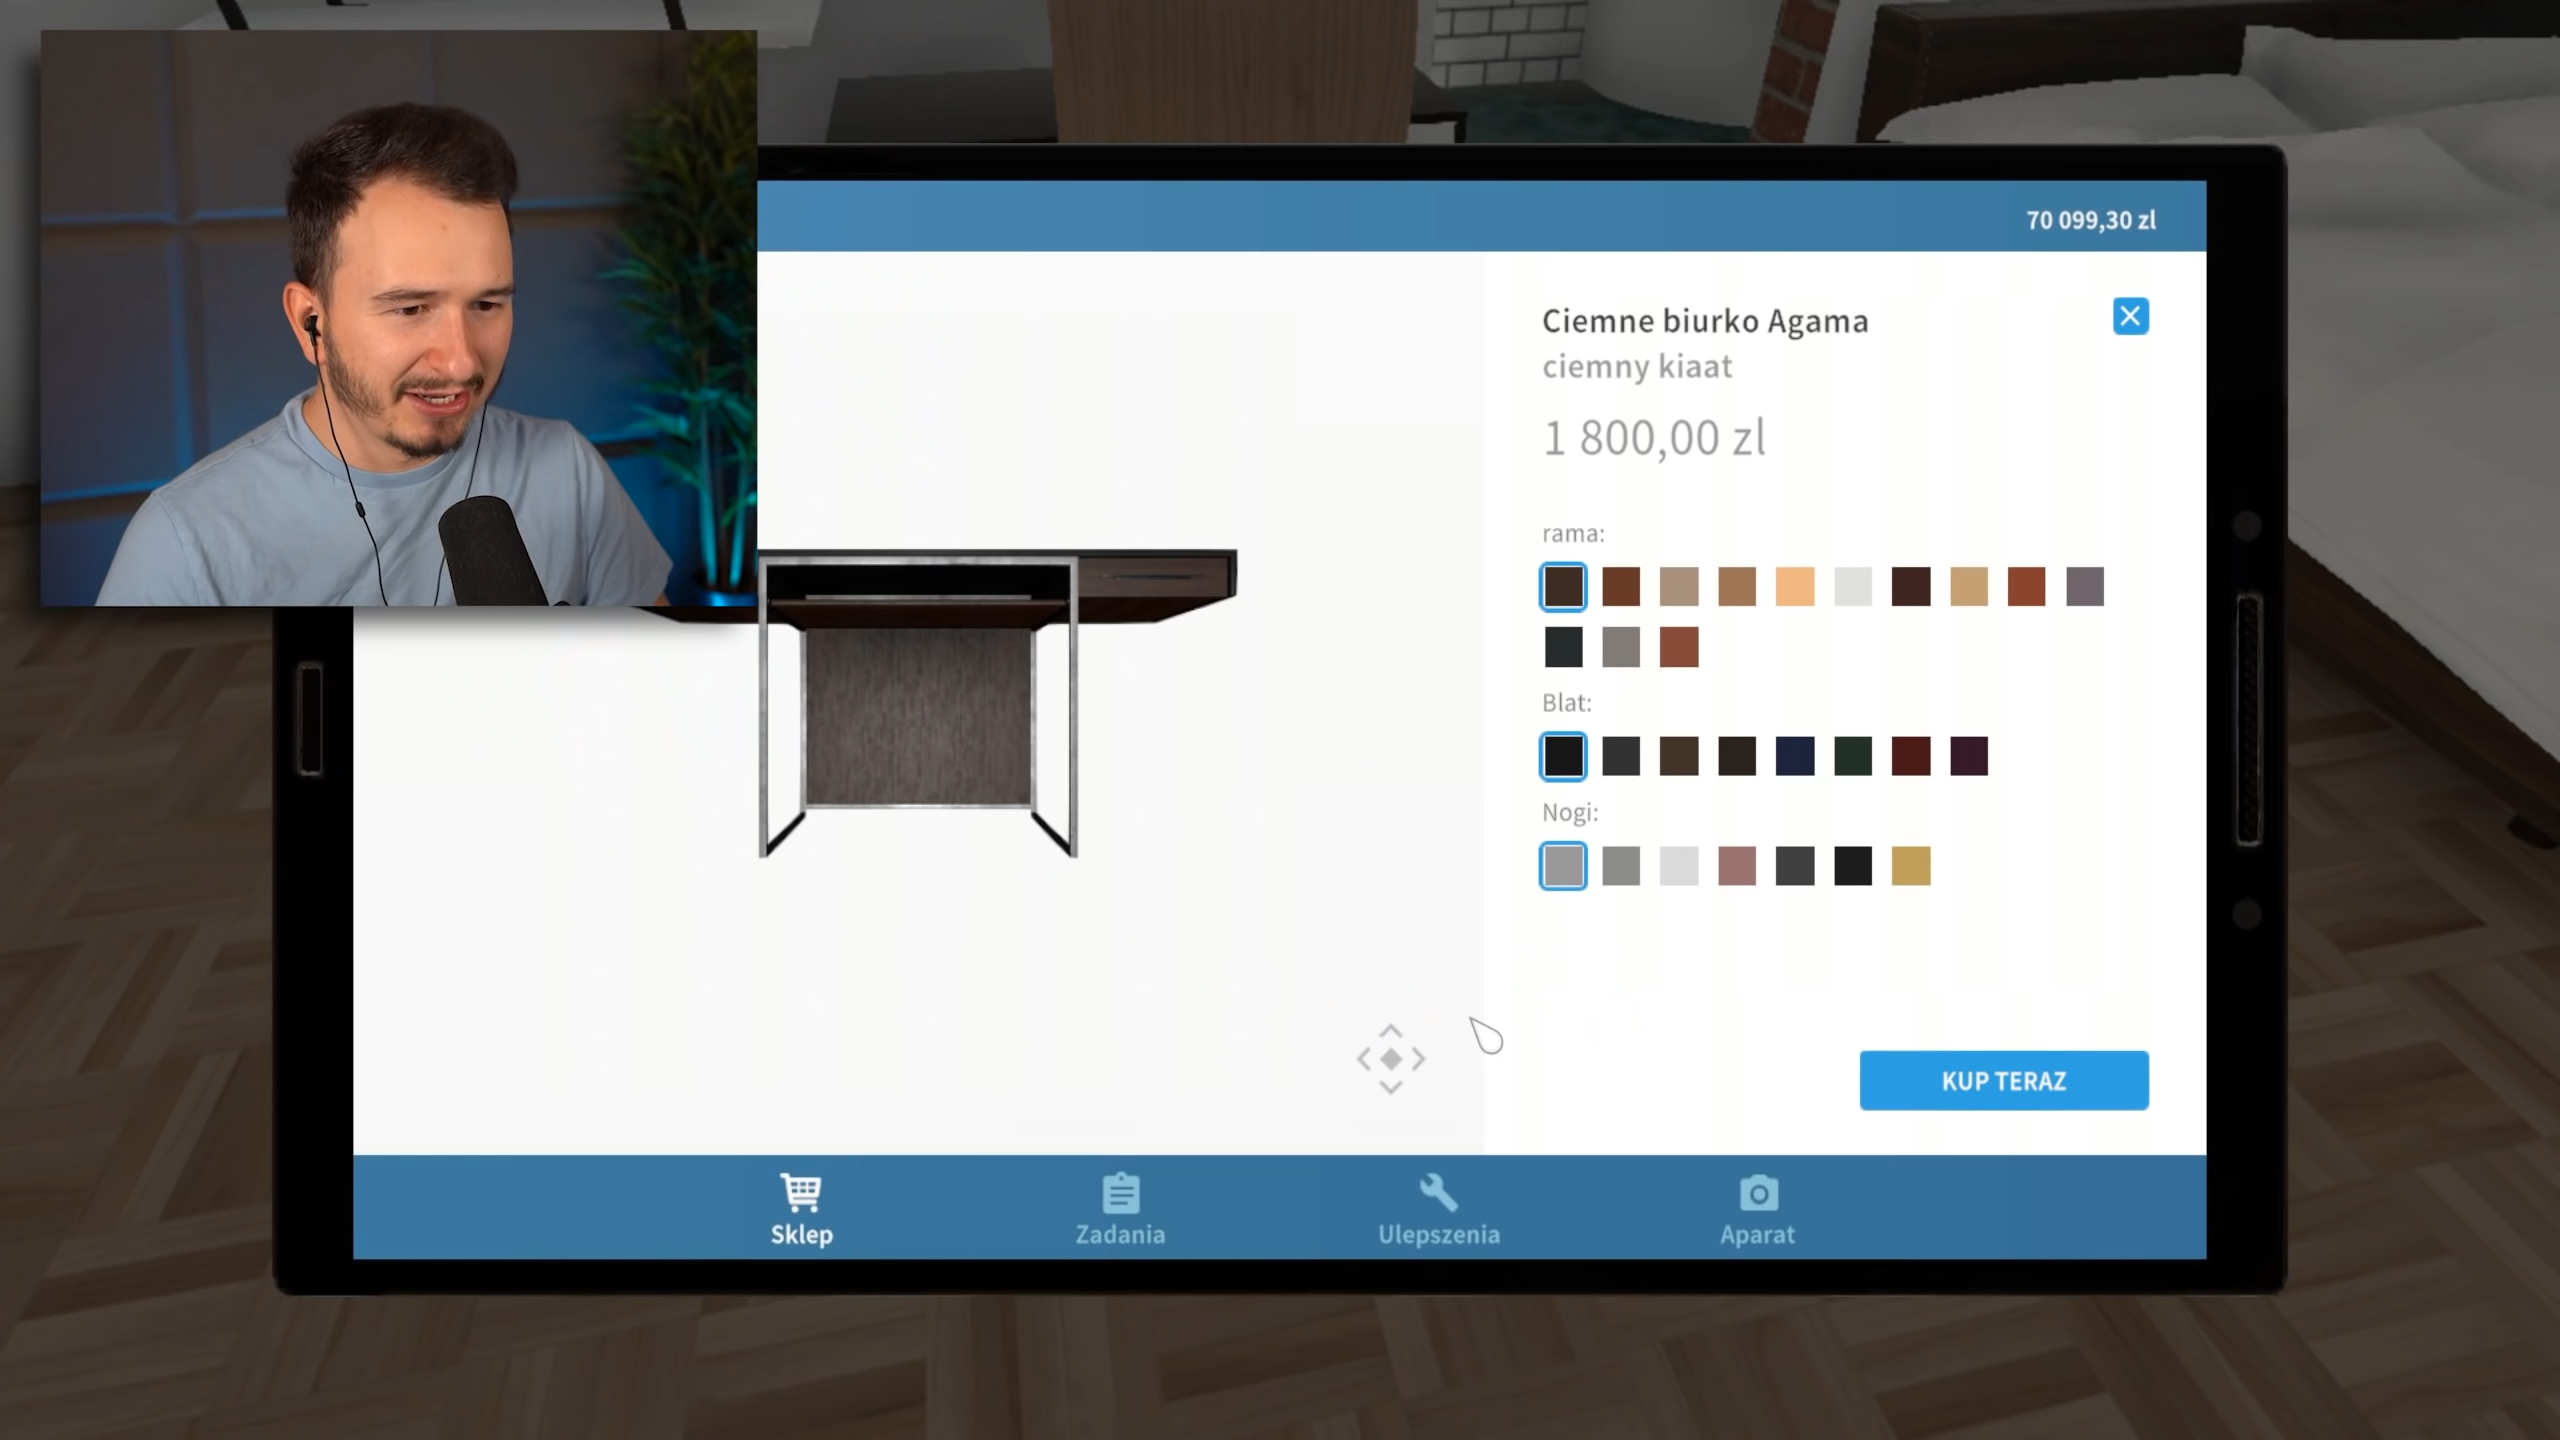 70 099,30 zl
Ciemne biurko Agama
ciemny kiaat
1 800,00 zl
rama:
Blat:
Nogi:
KUP TERAZ
Sklep
Zadania
Ulepszenia
Aparat